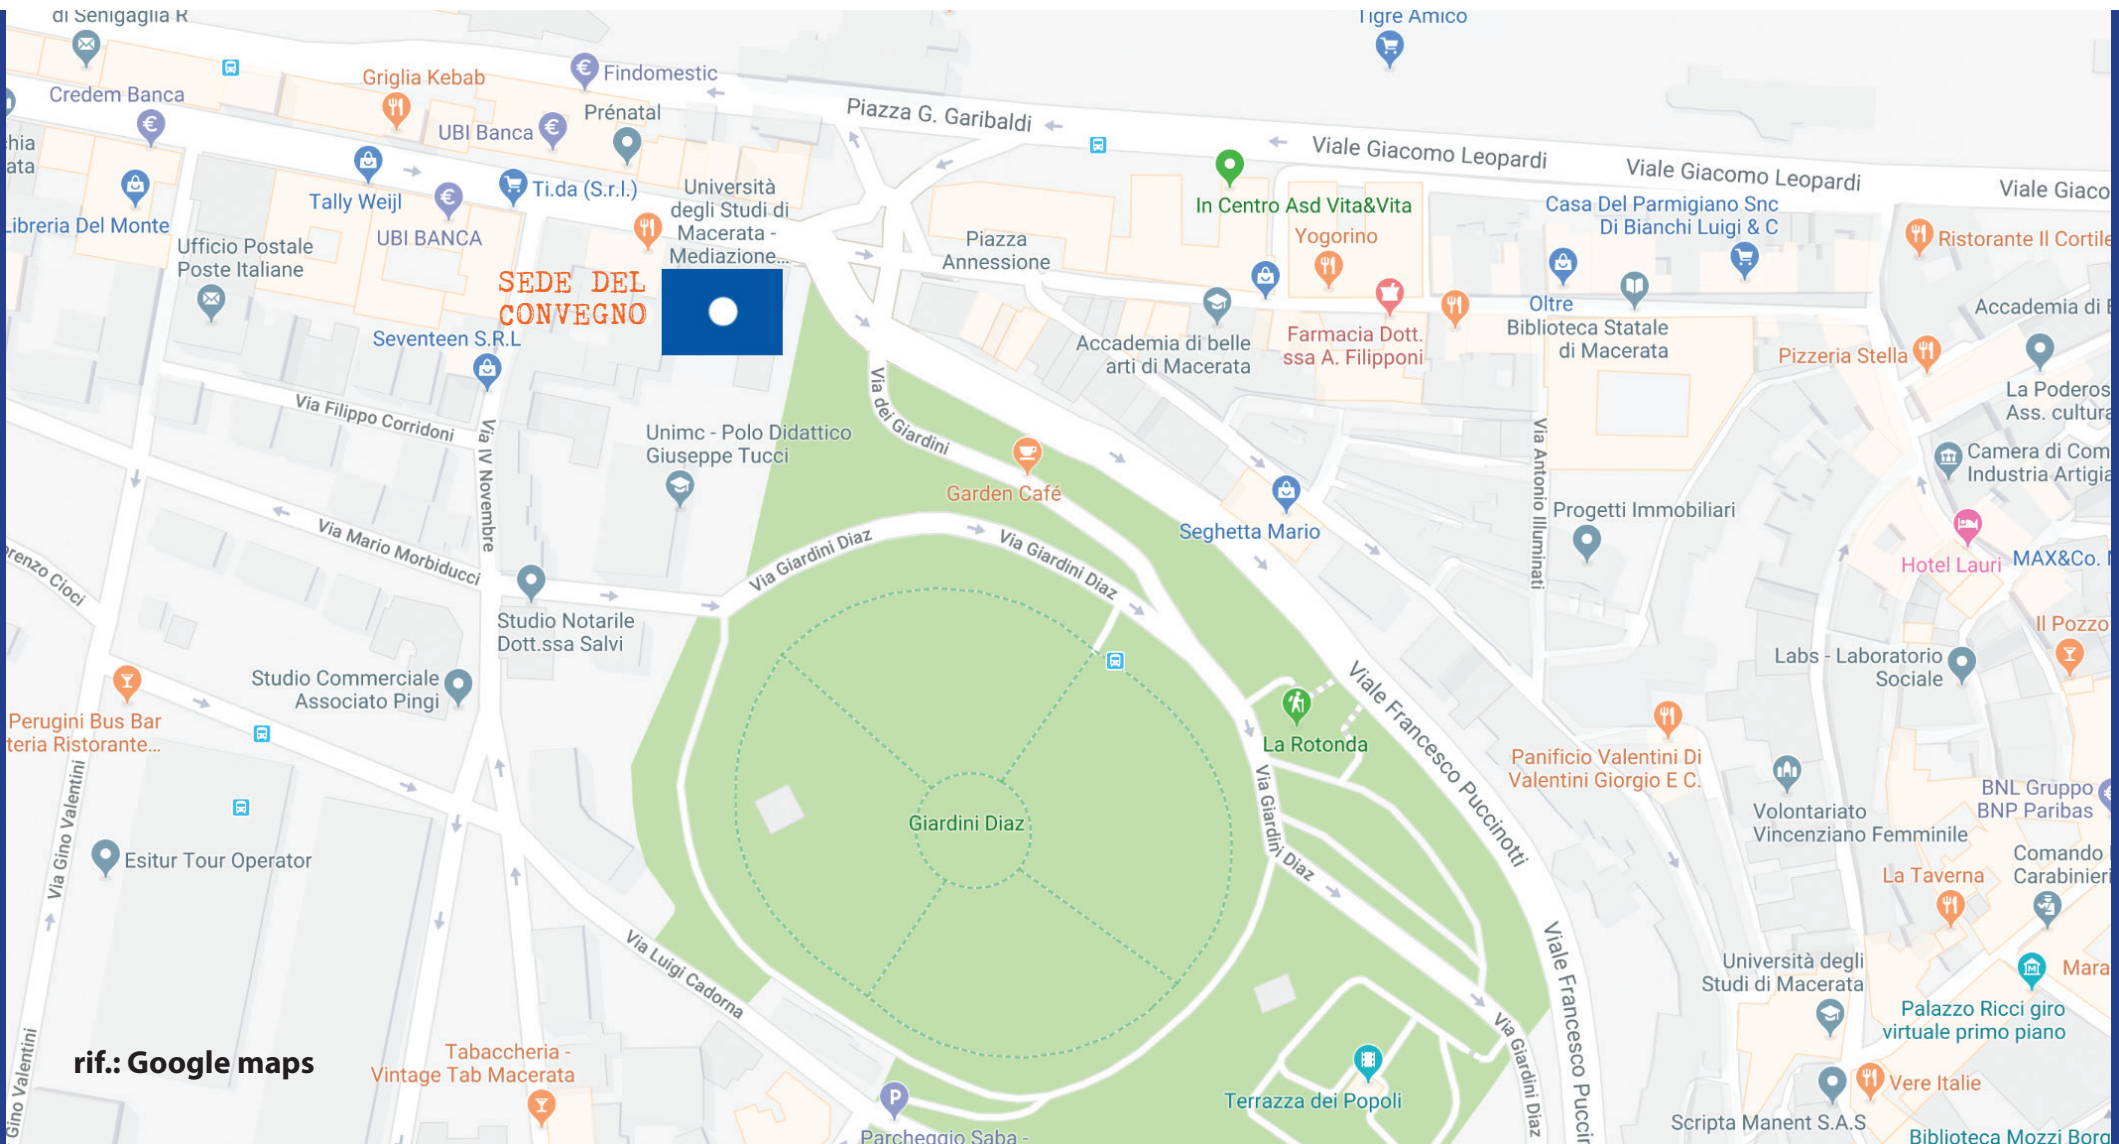 di Senigaglia R
Tigre Amico
Credem Banca
Griglia Kebab
Findomestic
UBI Banca
Prénatal
Piazza G. Garibaldi
Viale Giacomo Leopardi
Viale Giacomo Leopardi
Viale Giaco
Tally Weijl
UBI BANCA
Ti.da (S.r.l.)
Università
degli Studi di
Macerata -
Mediazione...
Libreria Del Monte
Ufficio Postale
Poste Italiane
SEDE DEL
CONVEGNO
Seventeen S.R.L
Piazza
Annessione
In Centro Asd Vita&Vita
Yogorino
Casa Del Parmigiano Snc
Di Bianchi Luigi & C
Ristorante Il Cortile
Accademia di belle
arti di Macerata
Farmacia Dott.
ssa A. Filipponi
Oltre
Biblioteca Statale
di Macerata
Accademia di
Pizzeria Stella
La Poderos
Ass. cultura
Camera di Com
Industria Artigia
Via Filippo Corridoni
Via IV Novembre
Unimc - Polo Didattico
Giuseppe Tucci
Via dei Giardini
Garden Café
Seghetta Mario
Via Antonio Illuminati
Progetti Immobiliari
Hotel Lauri
MAX&Co.
Il Pozzo
Via Mario Morbiducci
orenzo Cioci
Via Giardini Diaz
Via Giardini Diaz
Studio Notarile
Dott.ssa Salvi
Studio Commerciale
Associato Pingi
Perugini Bus Bar
teria Ristorante...
Labs - Laboratorio
Sociale
La Rotonda
Viale Francesco Puccinotti
Panificio Valentini Di
Valentini Giorgio E C.
Volontariato
Vincenziano Femminile
BNL Gruppo
BNP Paribas
Via Gino Valentini
Esitur Tour Operator
Giardini Diaz
Via Giardini Diaz
Comando
Carabinieri
La Taverna
Via Luigi Cadorna
Viale Francesco Puccin
Università degli
Studi di Macerata
Mara
Palazzo Ricci giro
virtuale primo piano
Gino Valentini
rif.: Google maps
Tabaccheria -
Vintage Tab Macerata
Via Giardini Diaz
Terrazza dei Popoli
Vere Italie
Scripta Manent S.A.S
Parcheggio Saba -
Biblioteca Mozzi Borg